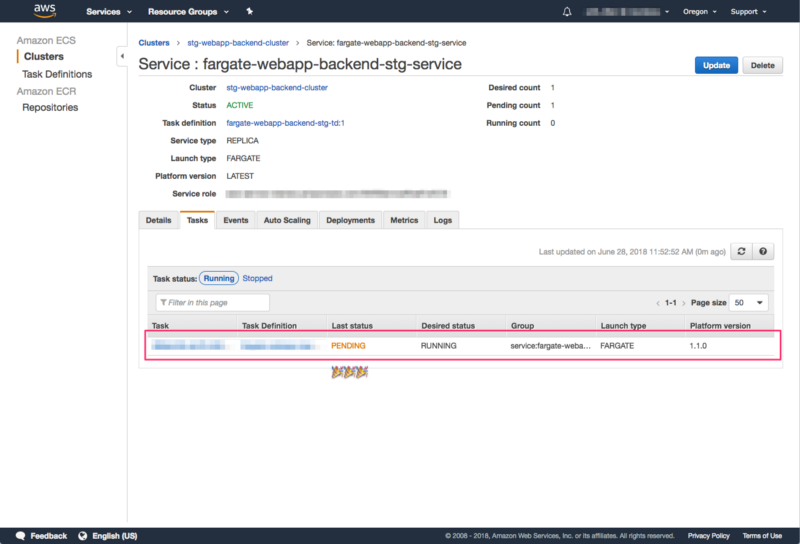 aws Services Resource Groups Oregon Support
Amazon ECS
Clusters
Task Definitions
Amazon ECR
Repositories
Clusters > stg-webapp-backend-cluster > Service: fargate-webapp-backend-stg-service
Service : fargate-webapp-backend-stg-service
Update Delete
Cluster stg-webapp-backend-cluster Desired count 1
Status ACTIVE Pending count 1
Task definition fargate-webapp-backend-stg-td:1 Running count 0
Service type REPLICA
Launch type FARGATE
Platform version LATEST
Service role
Details Tasks Events Auto Scaling Deployments Metrics Logs
Last updated on June 28, 2018 11:52:52 AM (0m ago)
Task status: Running Stopped
Filter in this page < 1-1 > Page size 50
Task Task Definition Last status Desired status Group Launch type Platform version
PENDING RUNNING service:fargate-weba... FARGATE 1.1.0
Feedback English (US) © 2008 - 2018, Amazon Web Services, Inc. or its affiliates. All rights reserved. Privacy Policy Terms of Use